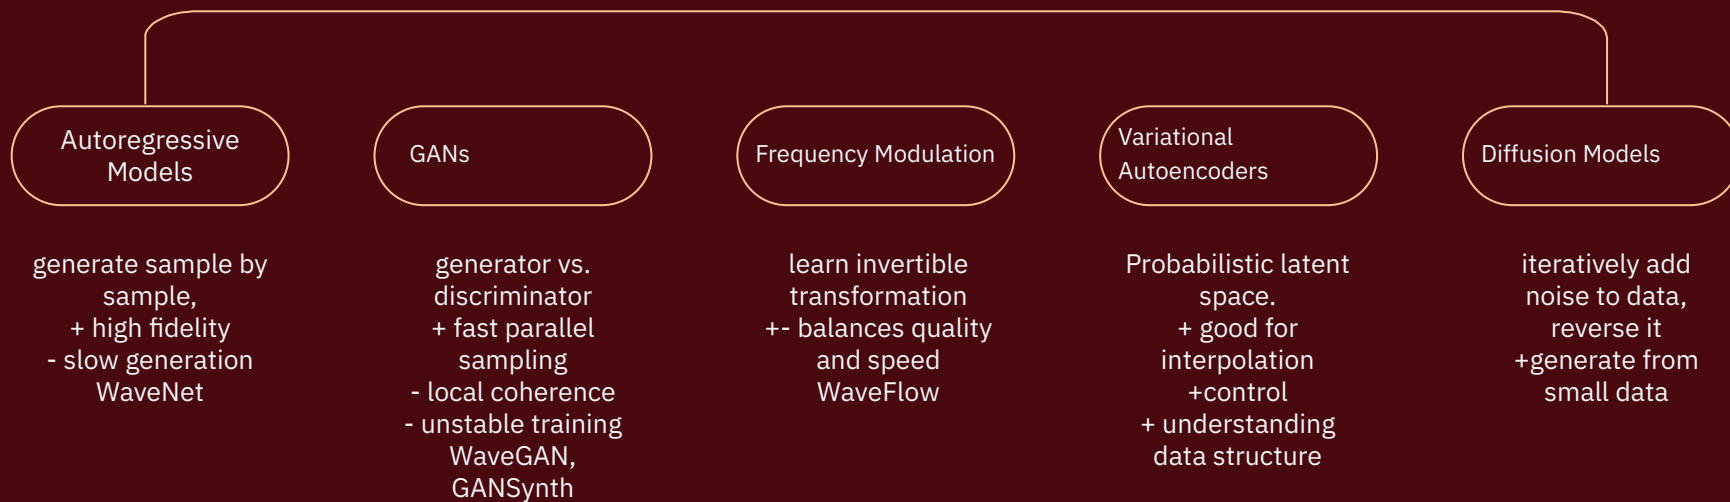 Autoregressive
Models
generate sample by
sample,
+ high fidelity
- slow generation
WaveNet
GANs
generator vs.
discriminator
+ fast parallel
sampling
- local coherence
- unstable training
WaveGAN,
GANSynth
Frequency Modulation
learn invertible
transformation
+- balances quality
and speed
WaveFlow
Variational
Autoencoders
Probabilistic latent
space.
+ good for
interpolation
+control
+ understanding
data structure
Diffusion Models
iteratively add
noise to data,
reverse it
+generate from
small data